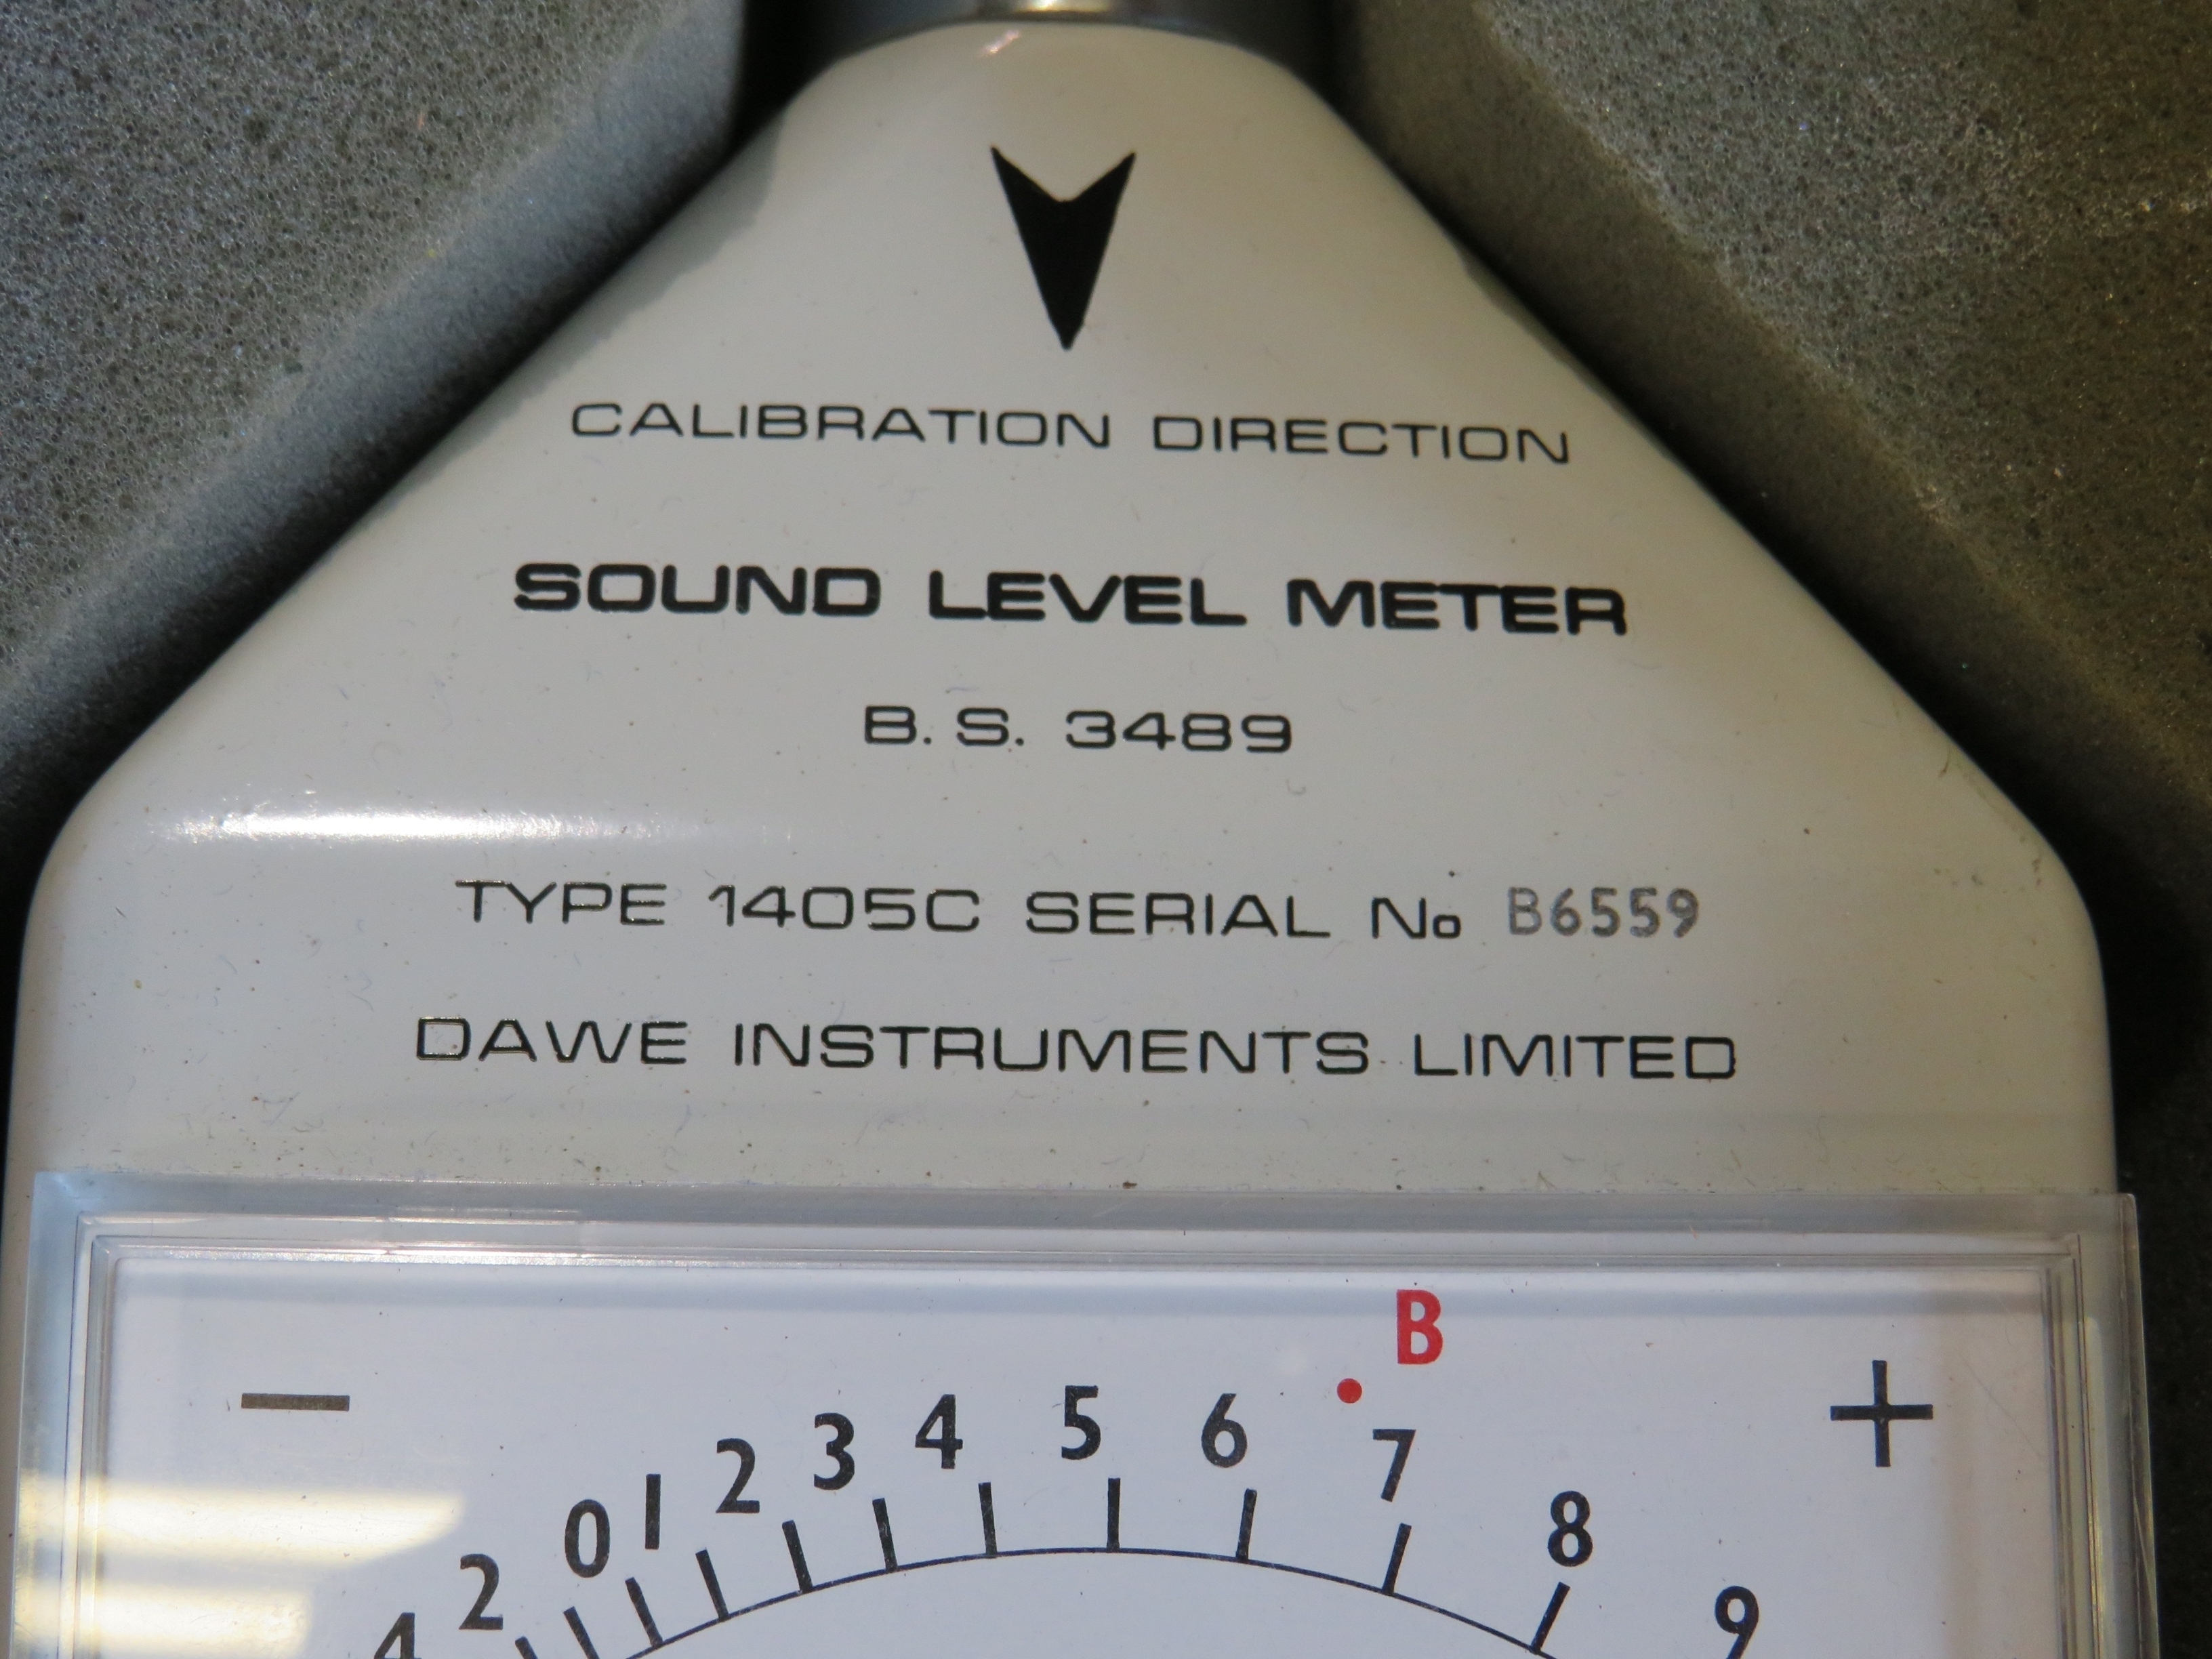 CALIBRATION DIRECTION
SOUND LEVEL METER
B. S. 3489
TYPE 1405C SERIAL No B6559
DAWE INSTRUMENTS LIMITED
B
− +
4 2 0 1 2 3 4 5 6 7 8 9